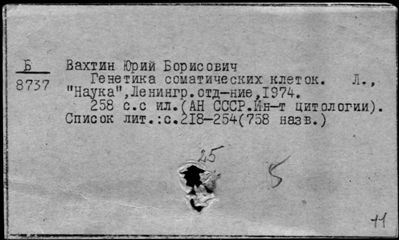 Б Вахтин Юрий Борисович
8737 Генетика соматических клеток. Л.,
"Наука",Ленингр.отд-ние,1974.
258 с.с ил.(АН СССР.Ин-т цитологии).
Список лит.:с.218-254(758 назв.)
25
5
11